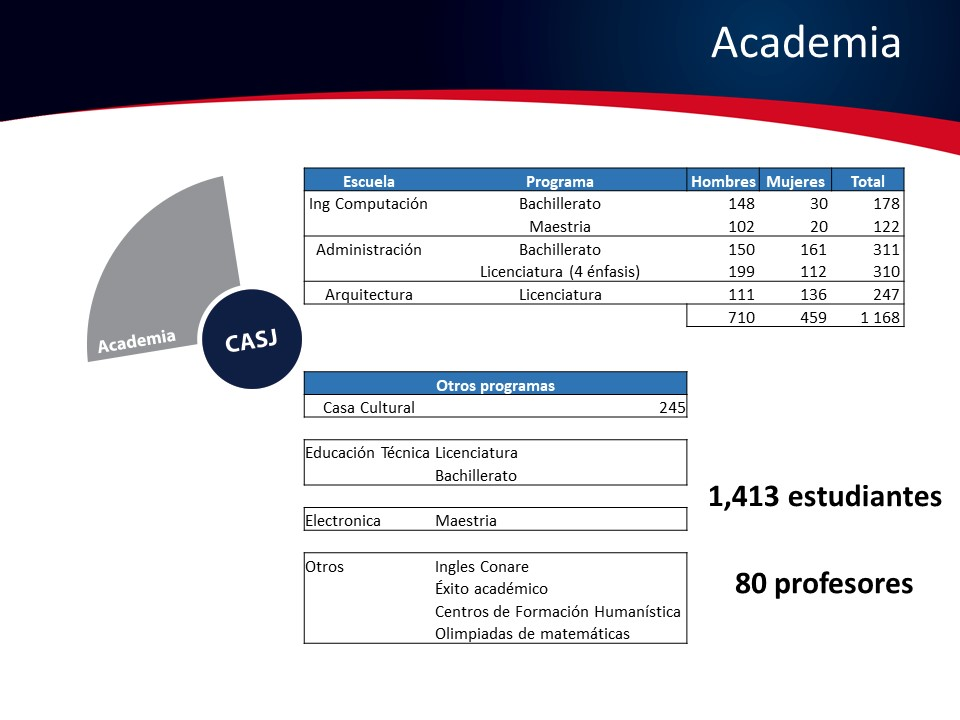 Academia
Escuela Programa Hombres Mujeres Total
Ing Computación Bachillerato 148 30 178
Maestria 102 20 122
Administración Bachillerato 150 161 311
Licenciatura (4 énfasis) 199 112 310
Arquitectura Licenciatura 111 136 247
710 459 1 168
Academia
CASJ
Otros programas
Casa Cultural 245
Educación Técnica Licenciatura
Bachillerato
1,413 estudiantes
Electronica Maestria
Otros Ingles Conare
Éxito académico
Centros de Formación Humanística
Olimpiadas de matemáticas
80 profesores